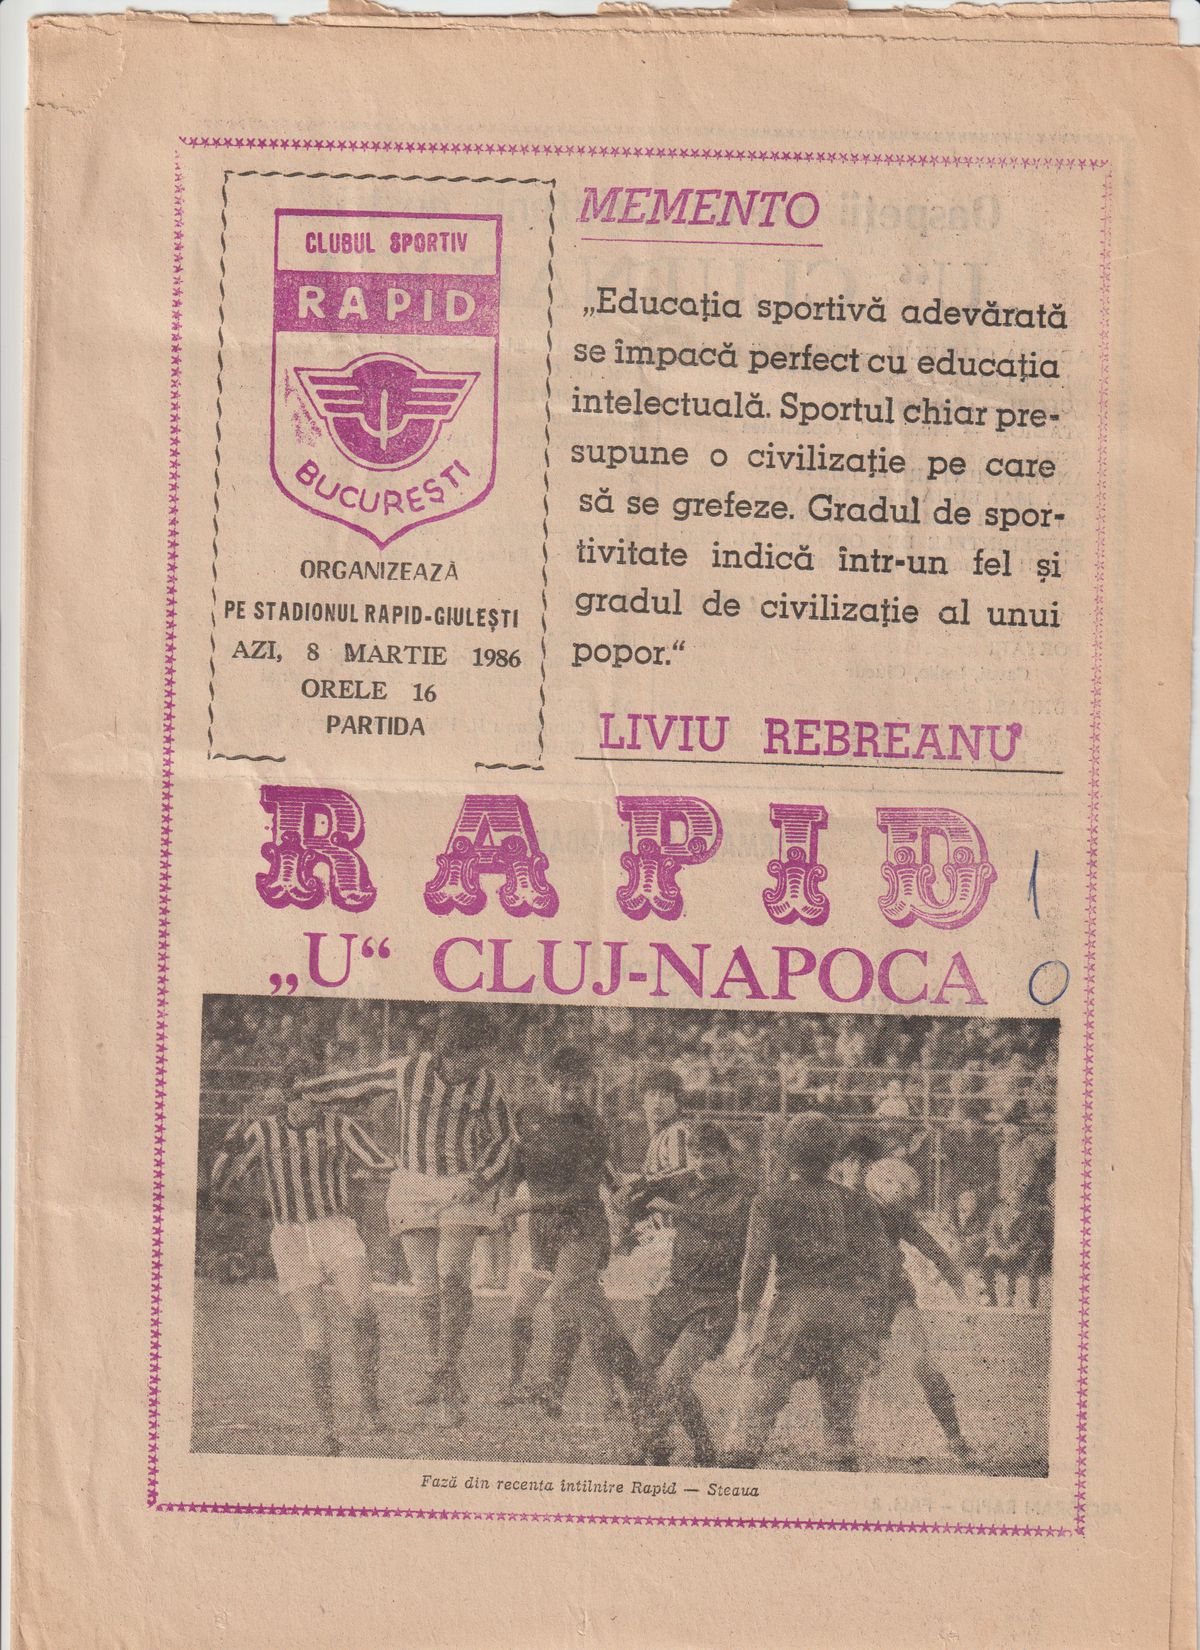 CLUBUL SPORTIV
RAPID
BUCUREȘTI
ORGANIZEAZĂ
PE STADIONUL RAPID-GIULEȘTI
AZI, 8 MARTIE 1986
ORELE 16
PARTIDA
MEMENTO
„Educația sportivă adevărată
se împacă perfect cu educația
intelectuală. Sportul chiar pre-
supune o civilizație pe care
să se grefeze. Gradul de spor-
tivitate indică într-un fel și
gradul de civilizație al unui
popor.“
LIVIU REBREANU
RAPID 1
„U“ CLUJ-NAPOCA 0
Fază din recenta întîlnire Rapid — Steaua